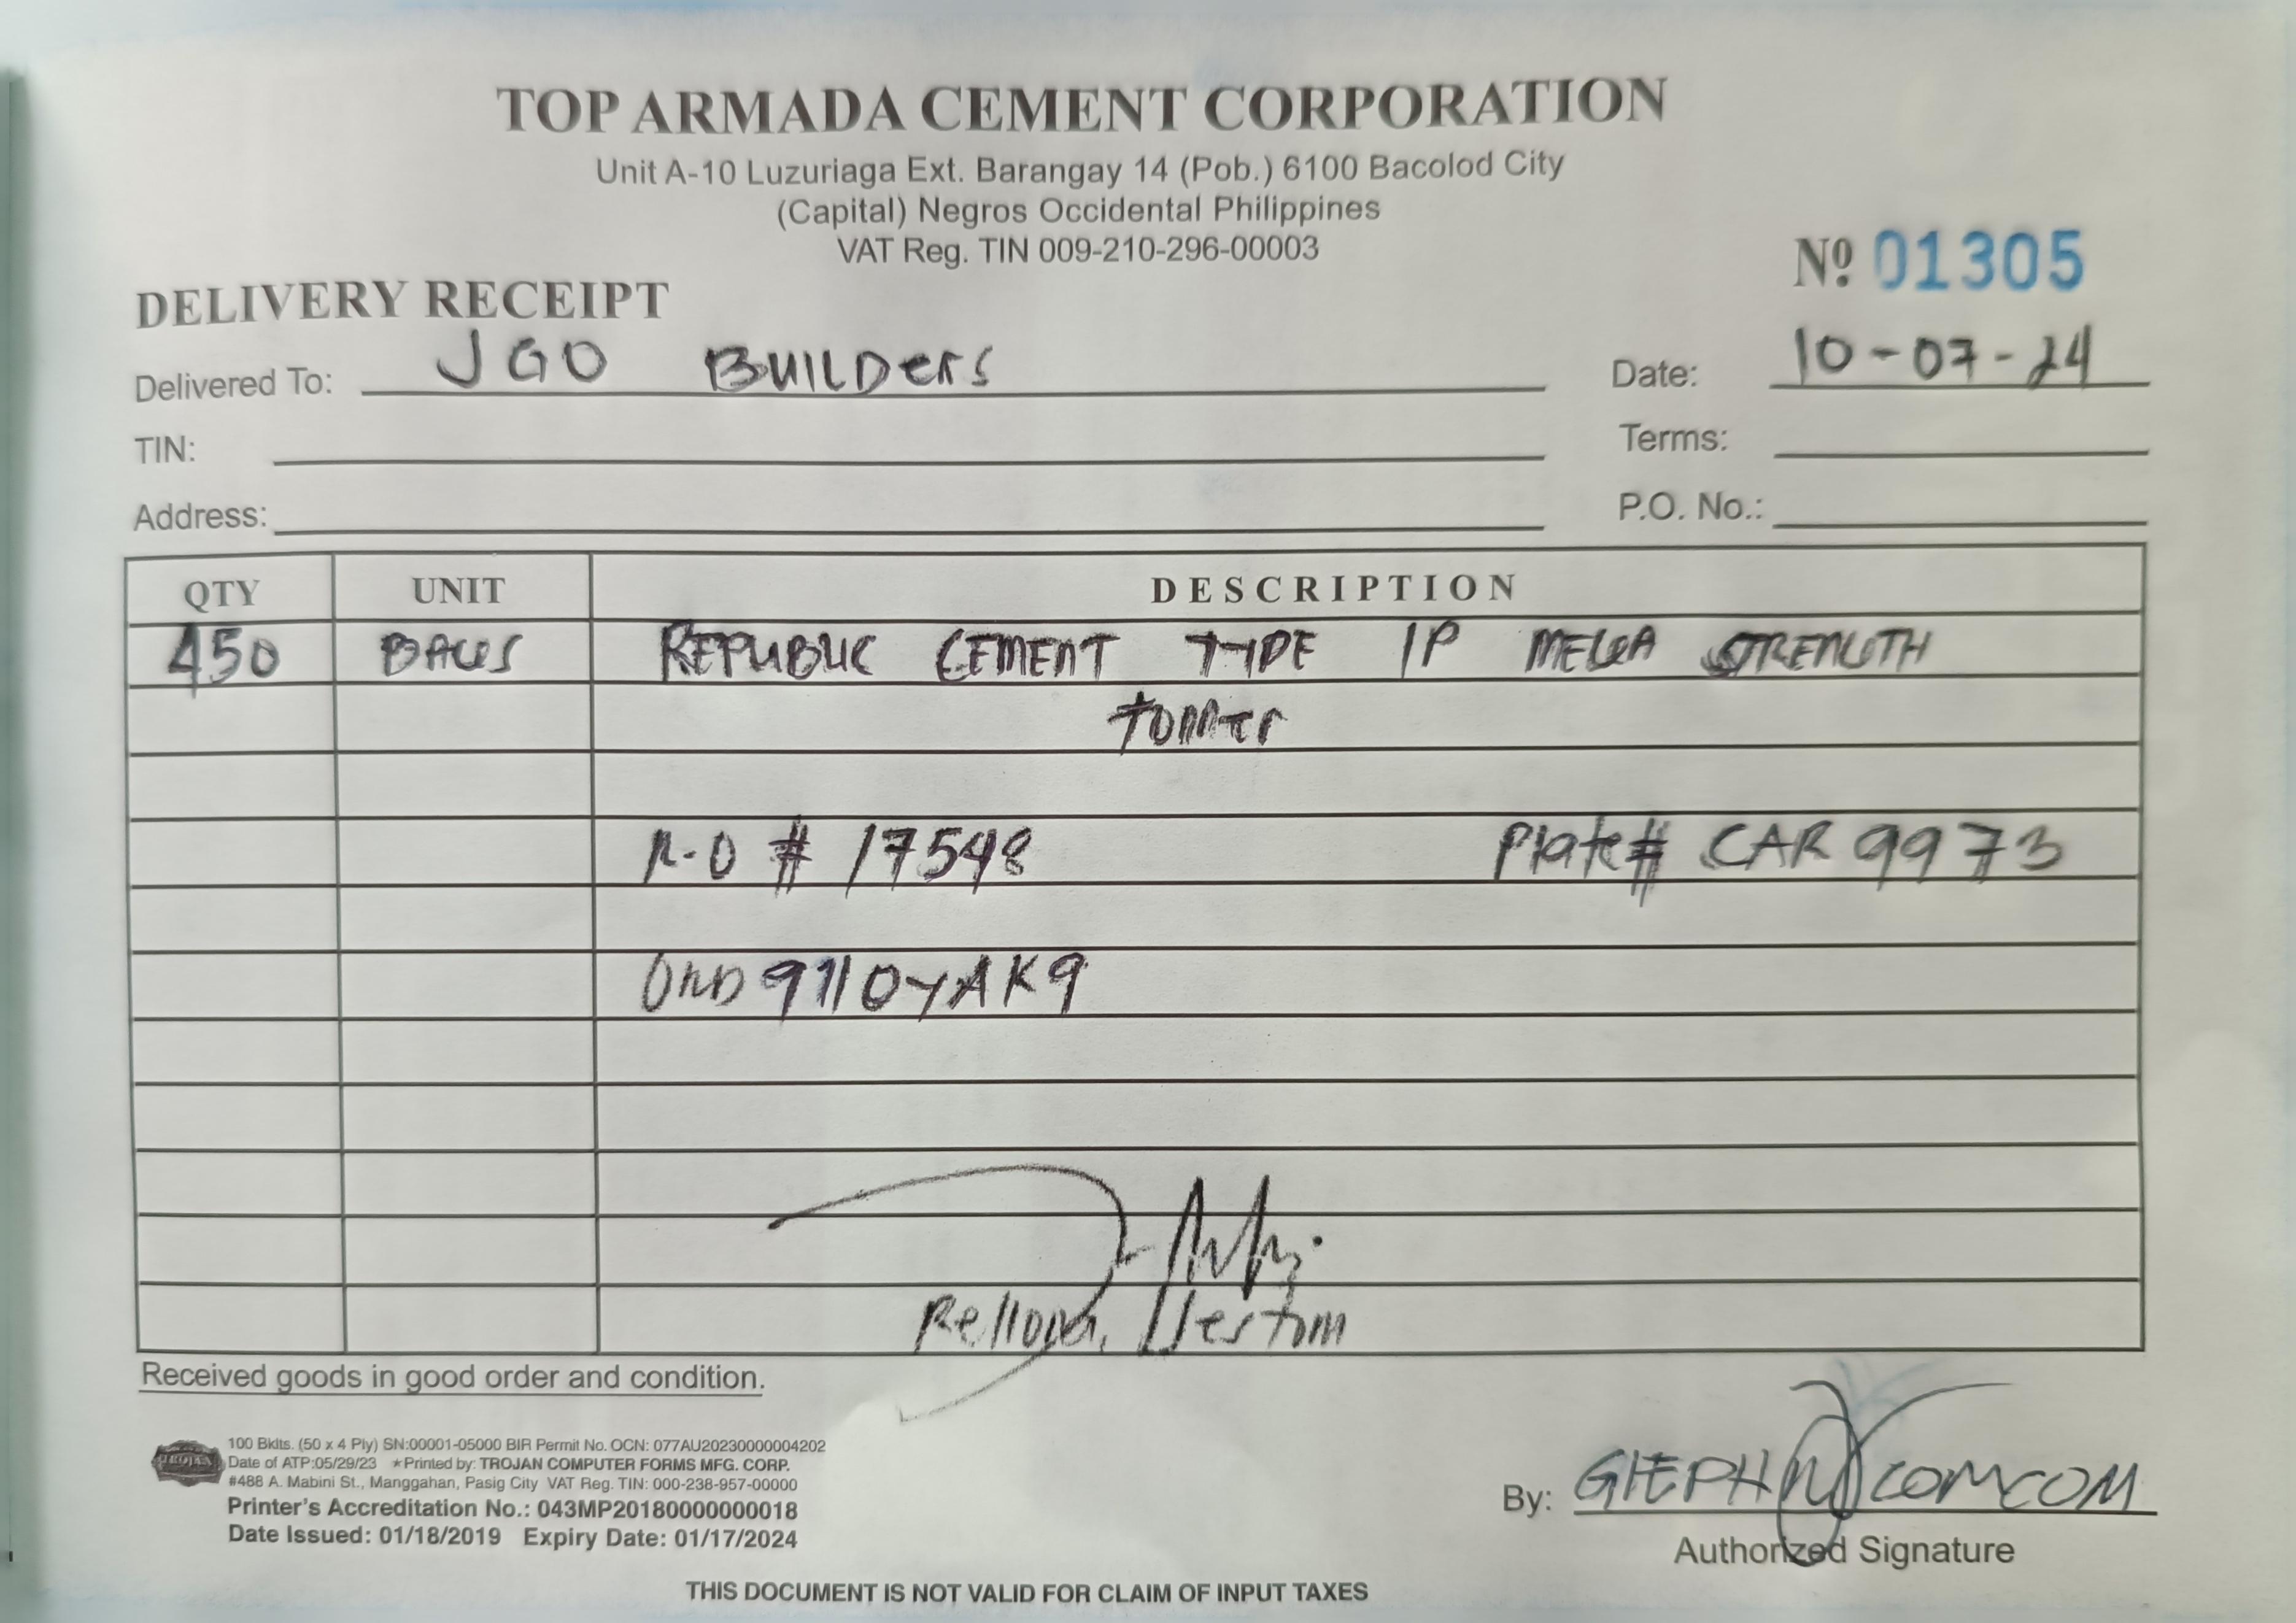 TOP ARMADA CEMENT CORPORATION
Unit A-10 Luzuriaga Ext. Barangay 14 (Pob.) 6100 Bacolod City
(Capital) Negros Occidental Philippines
VAT Reg. TIN 009-210-296-00003
Nº 01305
DELIVERY RECEIPT
Delivered To: JGO BUILDERS Date: 10-07-24
TIN: Terms:
Address: P.O. No.:
QTY UNIT DESCRIPTION
450 BAGS REPUBLIC CEMENT TYPE 1P MEGA STRENGTH
TONNER
# 17548 Plate# CAR 9973
9110YAK9
Received goods in good order and condition.
TROJAN
100 Bklts. (50 x 4 Ply) SN:00001-05000 BIR Permit No. OCN: 077AU20230000004202
Date of ATP:05/29/23 ★Printed by: TROJAN COMPUTER FORMS MFG. CORP.
#488 A. Mabini St., Manggahan, Pasig City VAT Reg. TIN: 000-238-957-00000
Printer's Accreditation No.: 043MP20180000000018
Date Issued: 01/18/2019 Expiry Date: 01/17/2024
By: COMCOM
Authorized Signature
THIS DOCUMENT IS NOT VALID FOR CLAIM OF INPUT TAXES